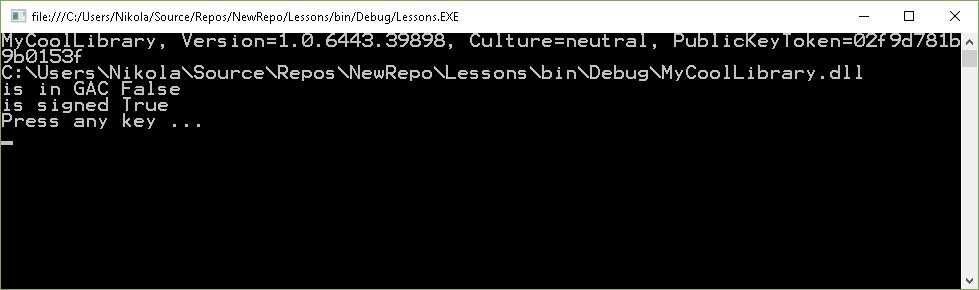 file:///C:/Users/Nikola/Source/Repos/NewRepo/Lessons/bin/Debug/Lessons.EXE
MyCoolLibrary, Version=1.0.6443.39898, Culture=neutral, PublicKeyToken=02f9d781b
9b0153f
C:\Users\Nikola\Source\Repos\NewRepo\Lessons\bin\Debug\MyCoolLibrary.dll
is in GAC False
is signed True
Press any key ...